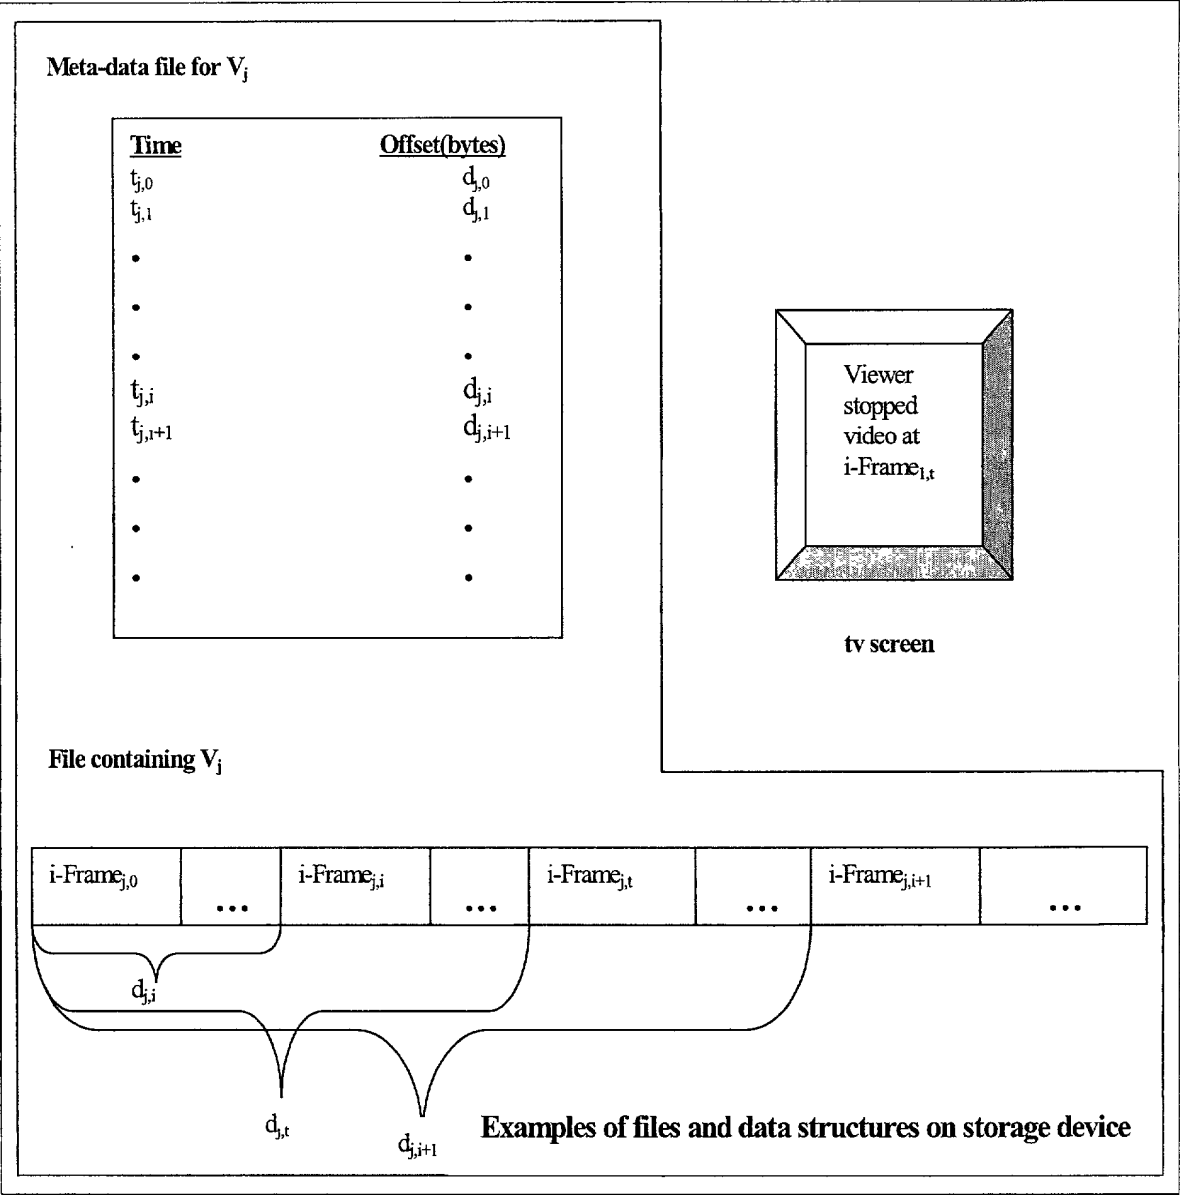 Meta-data file for Vj
Time Offset(bytes)
tj,0 dj,0
tj,1 dj,1
tj,i dj,i
tj,i+1 dj,i+1
Viewer
stopped
video at
i-Frame1,t
tv screen
File containing Vj
i-Framej,0 ... i-Framej,i ... i-Framej,t ... i-Framej,i+1 ...
dj,i
dj,t
dj,i+1
Examples of files and data structures on storage device